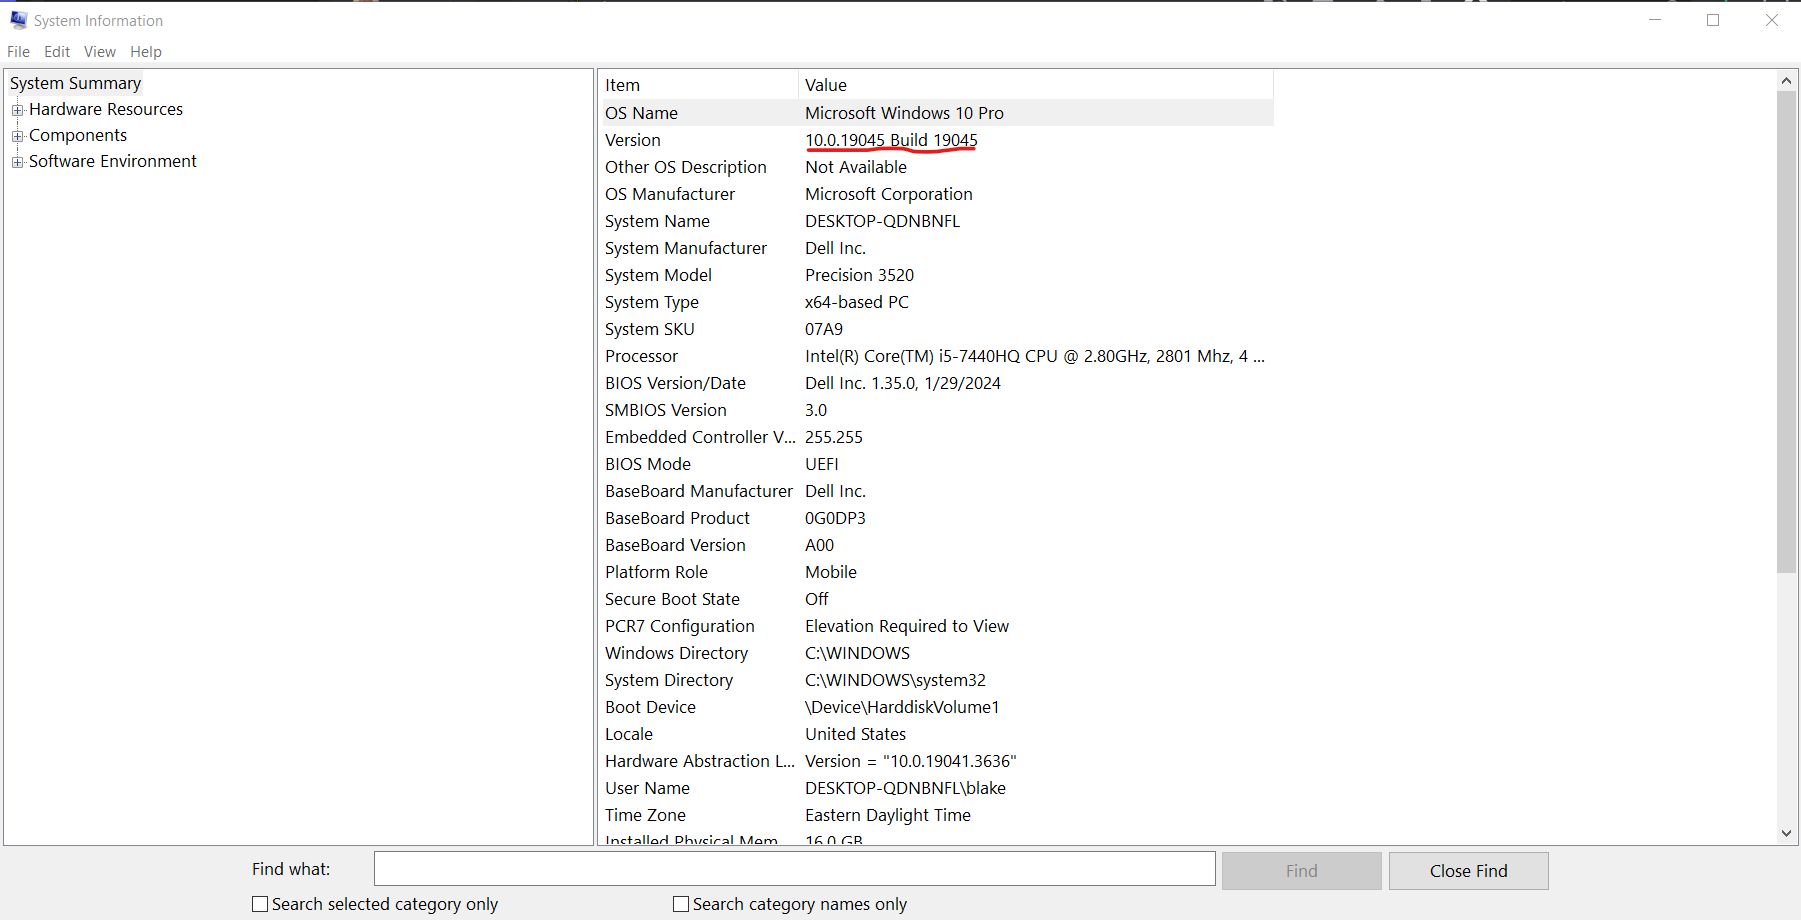 System Information
File Edit View Help
System Summary
Hardware Resources
Components
Software Environment
Item Value
OS Name Microsoft Windows 10 Pro
Version 10.0.19045 Build 19045
Other OS Description Not Available
OS Manufacturer Microsoft Corporation
System Name DESKTOP-QDNBNFL
System Manufacturer Dell Inc.
System Model Precision 3520
System Type x64-based PC
System SKU 07A9
Processor Intel(R) Core(TM) i5-7440HQ CPU @ 2.80GHz, 2801 Mhz, 4 ...
BIOS Version/Date Dell Inc. 1.35.0, 1/29/2024
SMBIOS Version 3.0
Embedded Controller V... 255.255
BIOS Mode UEFI
BaseBoard Manufacturer Dell Inc.
BaseBoard Product 0G0DP3
BaseBoard Version A00
Platform Role Mobile
Secure Boot State Off
PCR7 Configuration Elevation Required to View
Windows Directory C:\WINDOWS
System Directory C:\WINDOWS\system32
Boot Device \Device\HarddiskVolume1
Locale United States
Hardware Abstraction L... Version = "10.0.19041.3636"
User Name DESKTOP-QDNBNFL\blake
Time Zone Eastern Daylight Time
Installed Physical Mem... 16.0 GB
Find what: Find Close Find
Search selected category only Search category names only